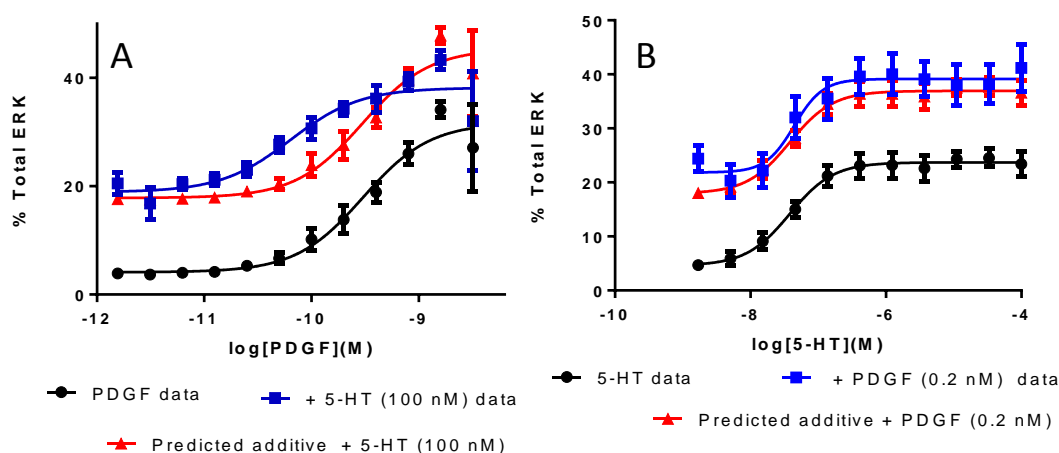 A
% Total ERK
40
20
0
-12
-11
-10
-9
log[PDGF](M)
PDGF data
+ 5-HT (100 nM) data
Predicted additive + 5-HT (100 nM)
B
% Total ERK
50
40
30
20
10
0
-10
-8
-6
-4
log[5-HT](M)
5-HT data
+ PDGF (0.2 nM) data
Predicted additive + PDGF (0.2 nM)